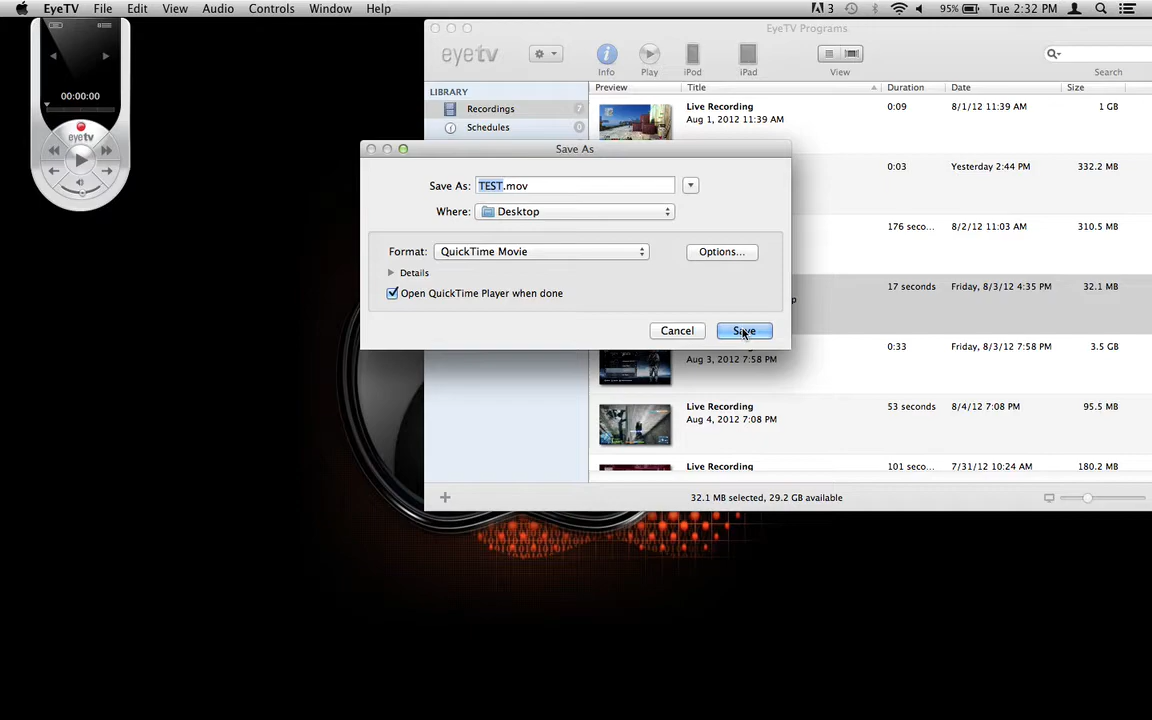 EyeTV File Edit View Audio Controls Window Help 3 95% Tue 2:32 PM
EyeTV Programs
eyetv
Info Play iPod iPad View Search
LIBRARY
Preview Title Duration Date Size
Recordings 7
Schedules 0
00:00:00
eyetv
Live Recording 0:09 8/1/12 11:39 AM 1 GB
Aug 1, 2012 11:39 AM
Save As
Save As: TEST.mov
Where: Desktop
Format: QuickTime Movie Options...
Details
Open QuickTime Player when done
Cancel Save
0:03 Yesterday 2:44 PM 332.2 MB
176 seco... 8/2/12 11:03 AM 310.5 MB
17 seconds Friday, 8/3/12 4:35 PM 32.1 MB
0:33 Friday, 8/3/12 7:58 PM 3.5 GB
Aug 3, 2012 7:58 PM
Live Recording 53 seconds 8/4/12 7:08 PM 95.5 MB
Aug 4, 2012 7:08 PM
Live Recording 101 seco... 7/31/12 10:24 AM 180.2 MB
32.1 MB selected, 29.2 GB available